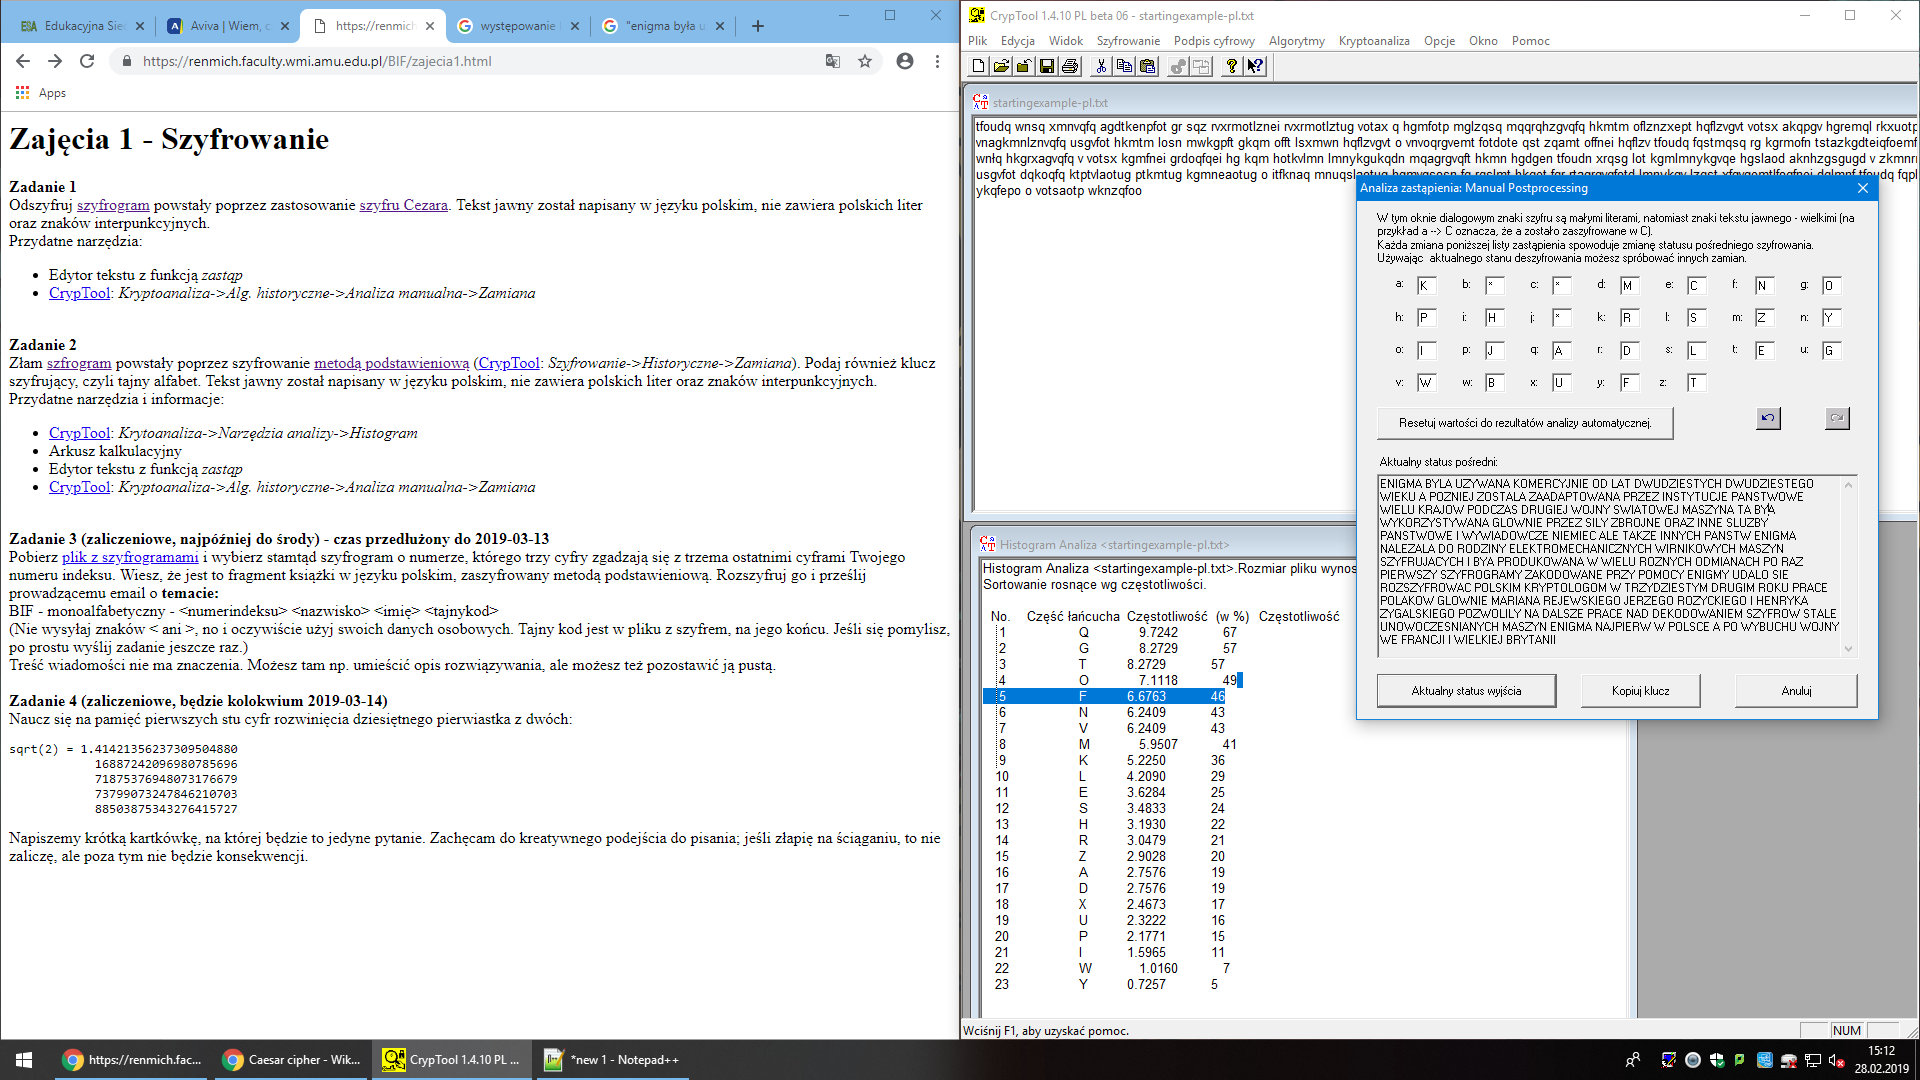 Edukacyjna Sie
Aviva | Wiem, c
https://renmich
występowanie
"enigma była u
https://renmich.faculty.wmi.amu.edu.pl/BIF/zajecia1.html
Apps
Zajęcia 1 - Szyfrowanie
Zadanie 1
Odszyfruj szyfrogram powstały poprzez zastosowanie szyfru Cezara. Tekst jawny został napisany w języku polskim, nie zawiera polskich liter
oraz znaków interpunkcyjnych.
Przydatne narzędzia:
• Edytor tekstu z funkcją zastąp
• CrypTool: Kryptoanaliza->Alg. historyczne->Analiza manualna->Zamiana
Zadanie 2
Złam szfrogram powstały poprzez szyfrowanie metodą podstawieniową (CrypTool: Szyfrowanie->Historyczne->Zamiana). Podaj również klucz
szyfrujący, czyli tajny alfabet. Tekst jawny został napisany w języku polskim, nie zawiera polskich liter oraz znaków interpunkcyjnych.
Przydatne narzędzia i informacje:
• CrypTool: Krytoanaliza->Narzędzia analizy->Histogram
• Arkusz kalkulacyjny
• Edytor tekstu z funkcją zastąp
• CrypTool: Kryptoanaliza->Alg. historyczne->Analiza manualna->Zamiana
Zadanie 3 (zaliczeniowe, najpóźniej do środy) - czas przedłużony do 2019-03-13
Pobierz plik z szyfrogramami i wybierz stamtąd szyfrogram o numerze, którego trzy cyfry zgadzają się z trzema ostatnimi cyframi Twojego
numeru indeksu. Wiesz, że jest to fragment książki w języku polskim, zaszyfrowany metodą podstawieniową. Rozszyfruj go i prześlij
prowadzącemu email o temacie:
BIF - monoalfabetyczny - <numerindeksu> <nazwisko> <imię> <tajnykod>
(Nie wysyłaj znaków < ani >, no i oczywiście użyj swoich danych osobowych. Tajny kod jest w pliku z szyfrem, na jego końcu. Jeśli się pomylisz,
po prostu wyślij zadanie jeszcze raz.)
Treść wiadomości nie ma znaczenia. Możesz tam np. umieścić opis rozwiązywania, ale możesz też pozostawić ją pustą.
Zadanie 4 (zaliczeniowe, będzie kolokwium 2019-03-14)
Naucz się na pamięć pierwszych stu cyfr rozwinięcia dziesiętnego pierwiastka z dwóch:
sqrt(2) = 1.41421356237309504880
16887242096980785696
71875376948073176679
73799073247846210703
88503875343276415727
Napiszemy krótką kartkówkę, na której będzie to jedyne pytanie. Zachęcam do kreatywnego podejścia do pisania; jeśli złapię na ściąganiu, to nie
zaliczę, ale poza tym nie będzie konsekwencji.
CrypTool 1.4.10 PL beta 06 - startingexample-pl.txt
Plik Edycja Widok Szyfrowanie Podpis cyfrowy Algorytmy Kryptoanaliza Opcje Okno Pomoc
startingexample-pl.txt
tfoudq wnsq xmnvqfq agdtkenpfot gr sqz rvxrmotlznei rvxrmotlztug votax q hgmfotp mglzqsq mqqrqhzgvqfq hkmtm oflznzxept hqflzvgvt votsx akqpgv hgremql rkxuotp
vnagkmnlznvqfq usgvfot hkmtm losn mwkgpft gkqm offt lsxmwn hqflzvgvt o vnvoqrgvemt fotdote qst zqamt offnei hqflzv tfoudq fqstmqsq rg kgrmofn tstazkgdteiqfoemf
ykqfepo o votsaotp wknzqfoo
Analiza zastąpienia: Manual Postprocessing
W tym oknie dialogowym znaki szyfru są małymi literami, natomiast znaki tekstu jawnego - wielkimi (na
przykład a --> C oznacza, że a zostało zaszyfrowane w C).
Każda zmiana poniższej listy zastąpienia spowoduje zmianę statusu pośredniego szyfrowania.
Używając aktualnego stanu deszyfrowania możesz spróbować innych zamian.
a: K b: * c: * d: M e: C f: N g: O
h: P i: H j: * k: R l: S m: Z n: Y
o: I p: J q: A r: D s: L t: E u: G
v: W w: B x: U y: F z: T
Resetuj wartości do rezultatów analizy automatycznej.
Aktualny status pośredni:
ENIGMA BYLA UZYWANA KOMERCYJNIE OD LAT DWUDZIESTYCH DWUDZIESTEGO
WIEKU A POZNIEJ ZOSTALA ZAADAPTOWANA PRZEZ INSTYTUCJE PANSTWOWE
WIELU KRAJOW PODCZAS DRUGIEJ WOJNY SWIATOWEJ MASZYNA TA BYA
WYKORZYSTYWANA GLOWNIE PRZEZ SILY ZBROJNE ORAZ INNE SLUZBY
PANSTWOWE I WYWIADOWCZE NIEMIEC ALE TAKZE INNYCH PANSTW ENIGMA
NALEZALA DO RODZINY ELEKTROMECHANICZNYCH WIRNIKOWYCH MASZYN
SZYFRUJACYCH I BYA PRODUKOWANA W WIELU ROZNYCH ODMIANACH PO RAZ
PIERWSZY SZYFROGRAMY ZAKODOWANE PRZY POMOCY ENIGMY UDALO SIE
ROZSZYFROWAC POLSKIM KRYPTOLOGOM W TRZYDZIESTYM DRUGIM ROKU PRACE
POLAKOW GLOWNIE MARIANA REJEWSKIEGO JERZEGO ROZYCKIEGO I HENRYKA
ZYGALSKIEGO POZWOLILY NA DALSZE PRACE NAD DEKODOWANIEM SZYFROW STALE
UNOWOCZESNIANYCH MASZYN ENIGMA NAJPIERW W POLSCE A PO WYBUCHU WOJNY
WE FRANCJI I WIELKIEJ BRYTANII
Aktualny status wyjścia Kopiuj klucz Anuluj
Histogram Analiza <startingexample-pl.txt>
Histogram Analiza <startingexample-pl.txt>.Rozmiar pliku wynos
Sortowanie rosnące wg częstotliwości.
No. Część łańcucha Częstotliwość (w %) Częstotliwość
1 Q 9.7242 67
2 G 8.2729 57
3 T 8.2729 57
4 O 7.1118 49
5 F 6.6763 46
6 N 6.2409 43
7 V 6.2409 43
8 M 5.9507 41
9 K 5.2250 36
10 L 4.2090 29
11 E 3.6284 25
12 S 3.4833 24
13 H 3.1930 22
14 R 3.0479 21
15 Z 2.9028 20
16 A 2.7576 19
17 D 2.7576 19
18 X 2.4673 17
19 U 2.3222 16
20 P 2.1771 15
21 I 1.5965 11
22 W 1.0160 7
23 Y 0.7257 5
Wciśnij F1, aby uzyskać pomoc.
NUM
https://renmich.fac...
Caesar cipher - Wik...
CrypTool 1.4.10 PL ...
*new 1 - Notepad++
15:12
28.02.2019